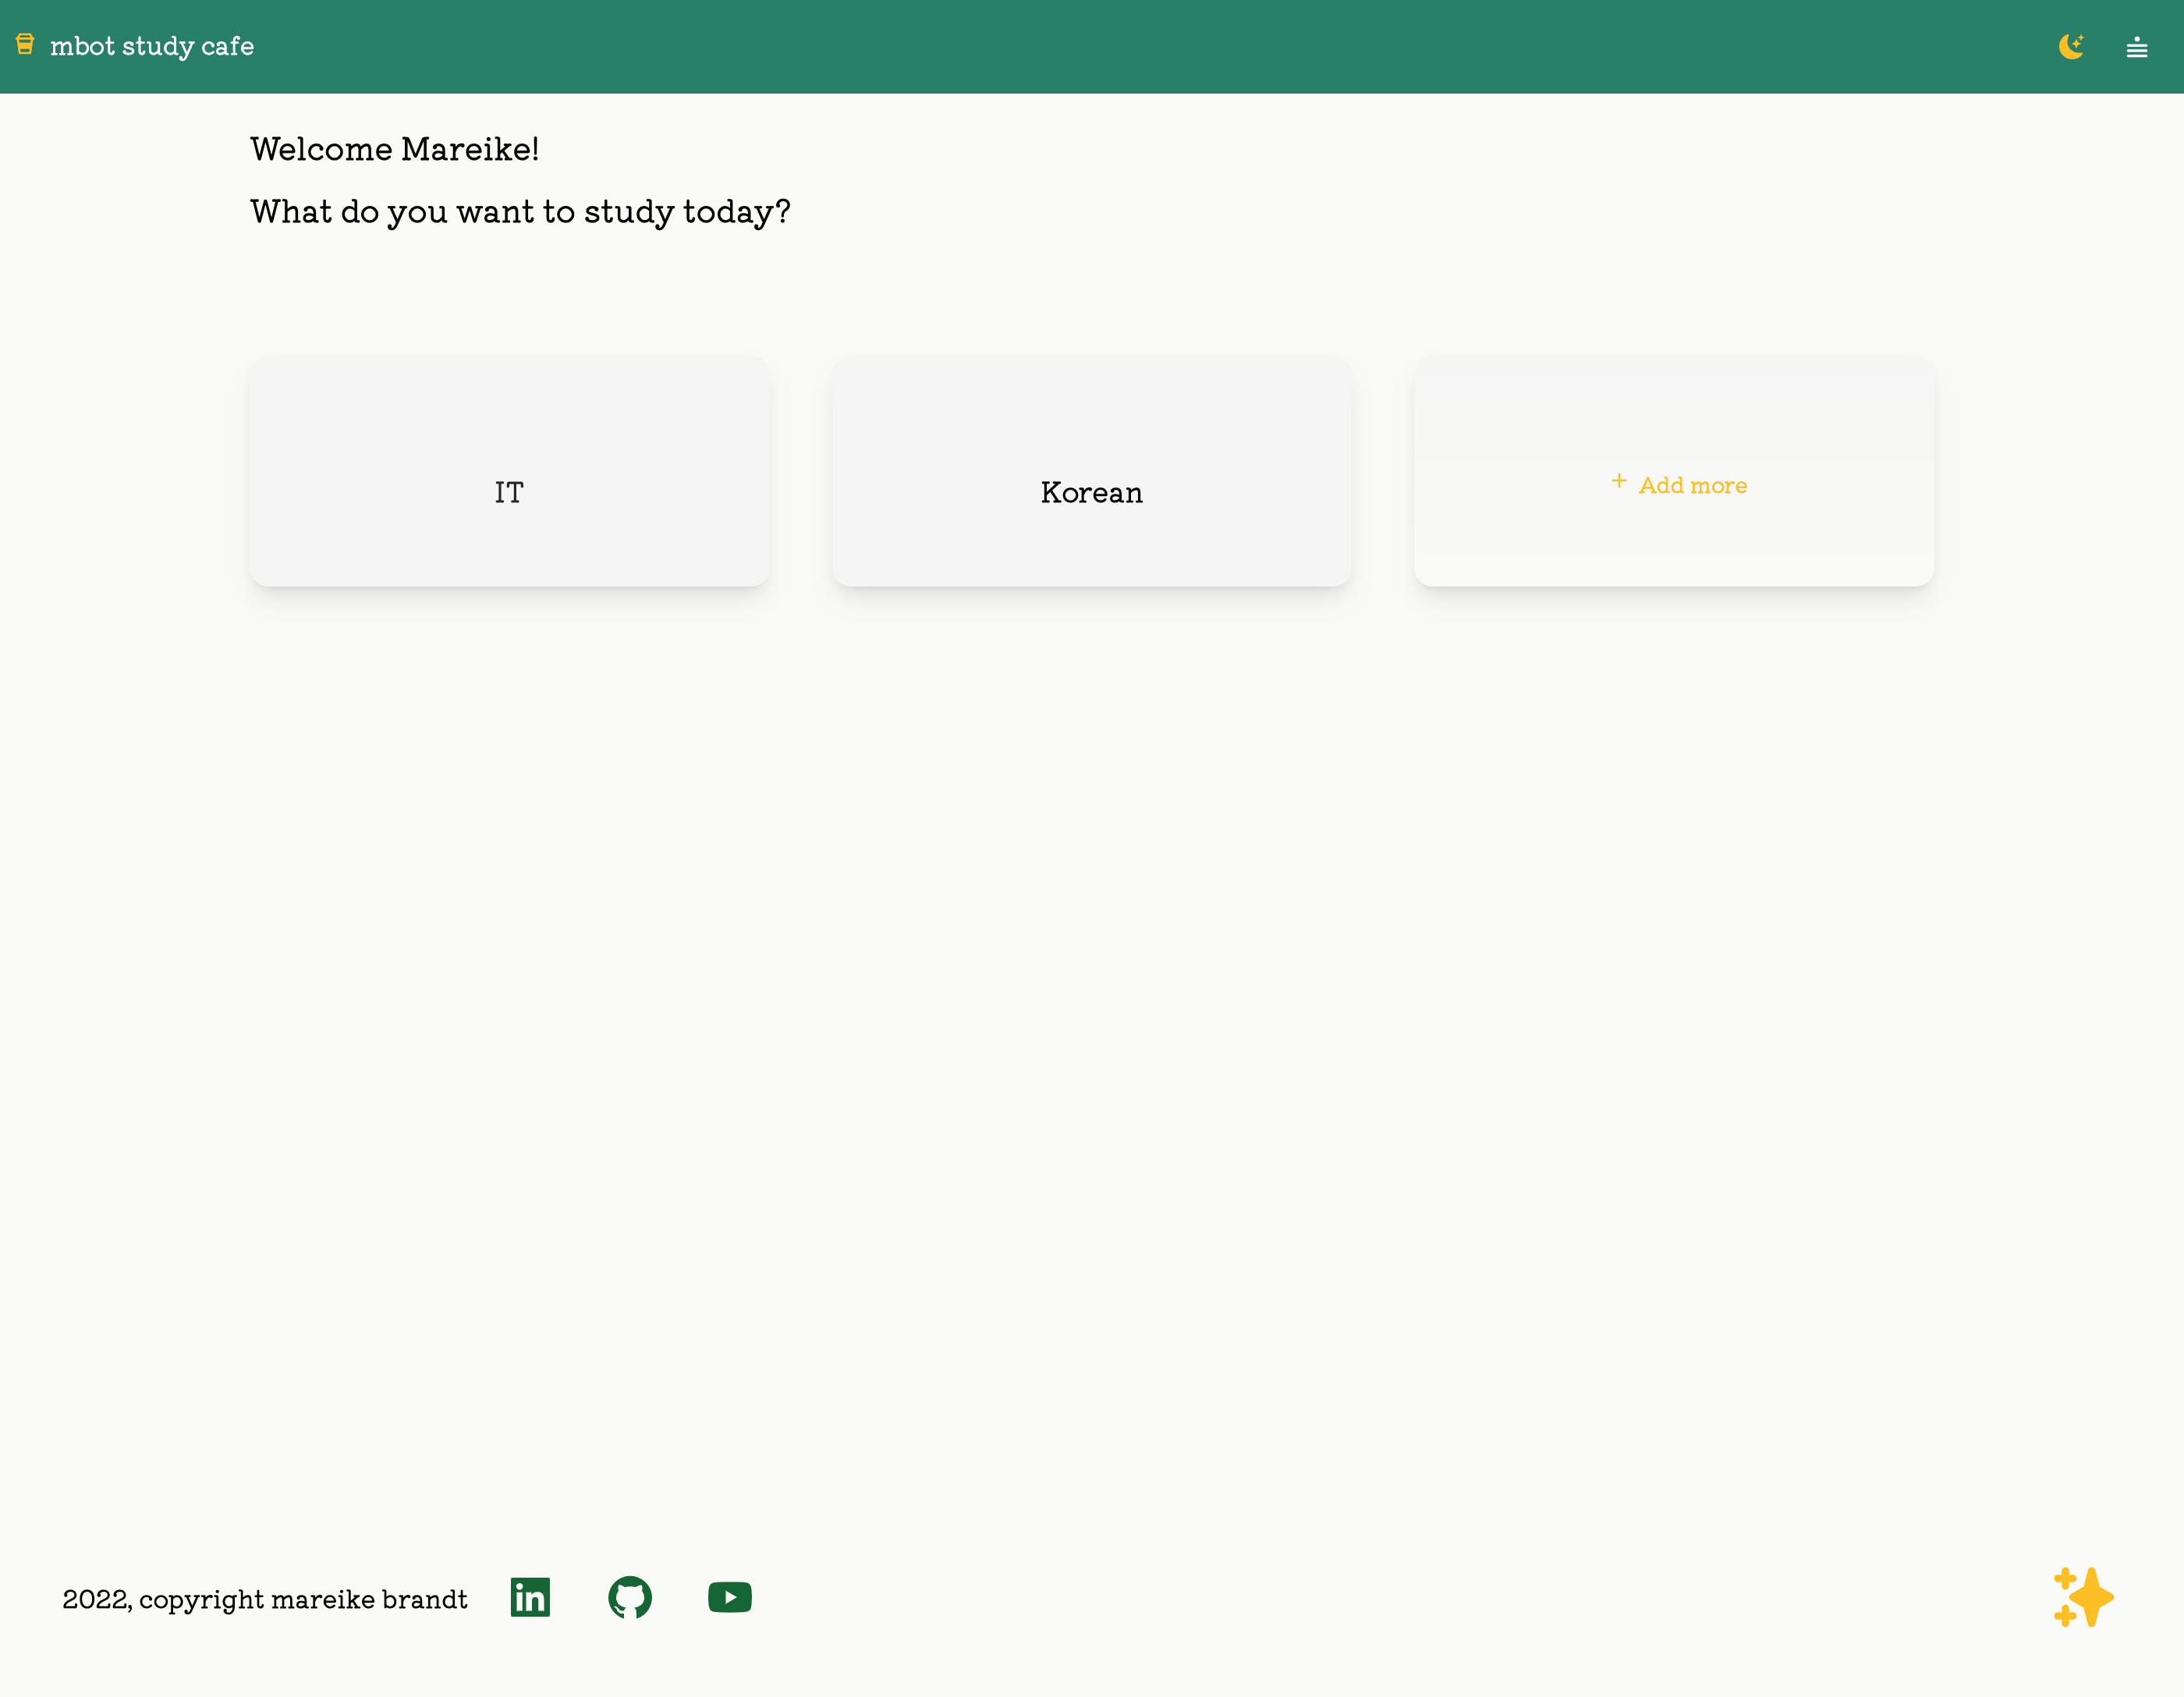 mbot study cafe
Welcome Mareike!
What do you want to study today?
IT
Korean
+ Add more
2022, copyright mareike brandt